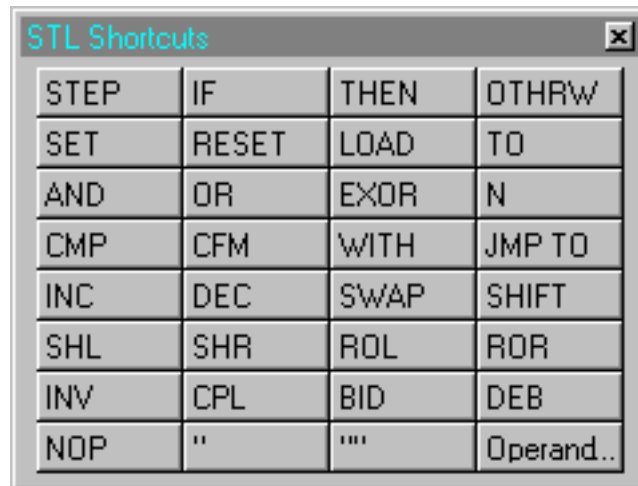 STL Shortcuts
STEP IF THEN OTHRW
SET RESET LOAD TO
AND OR EXOR N
CMP CFM WITH JMP TO
INC DEC SWAP SHIFT
SHL SHR ROL ROR
INV CPL BID DEB
NOP " "" Operand..